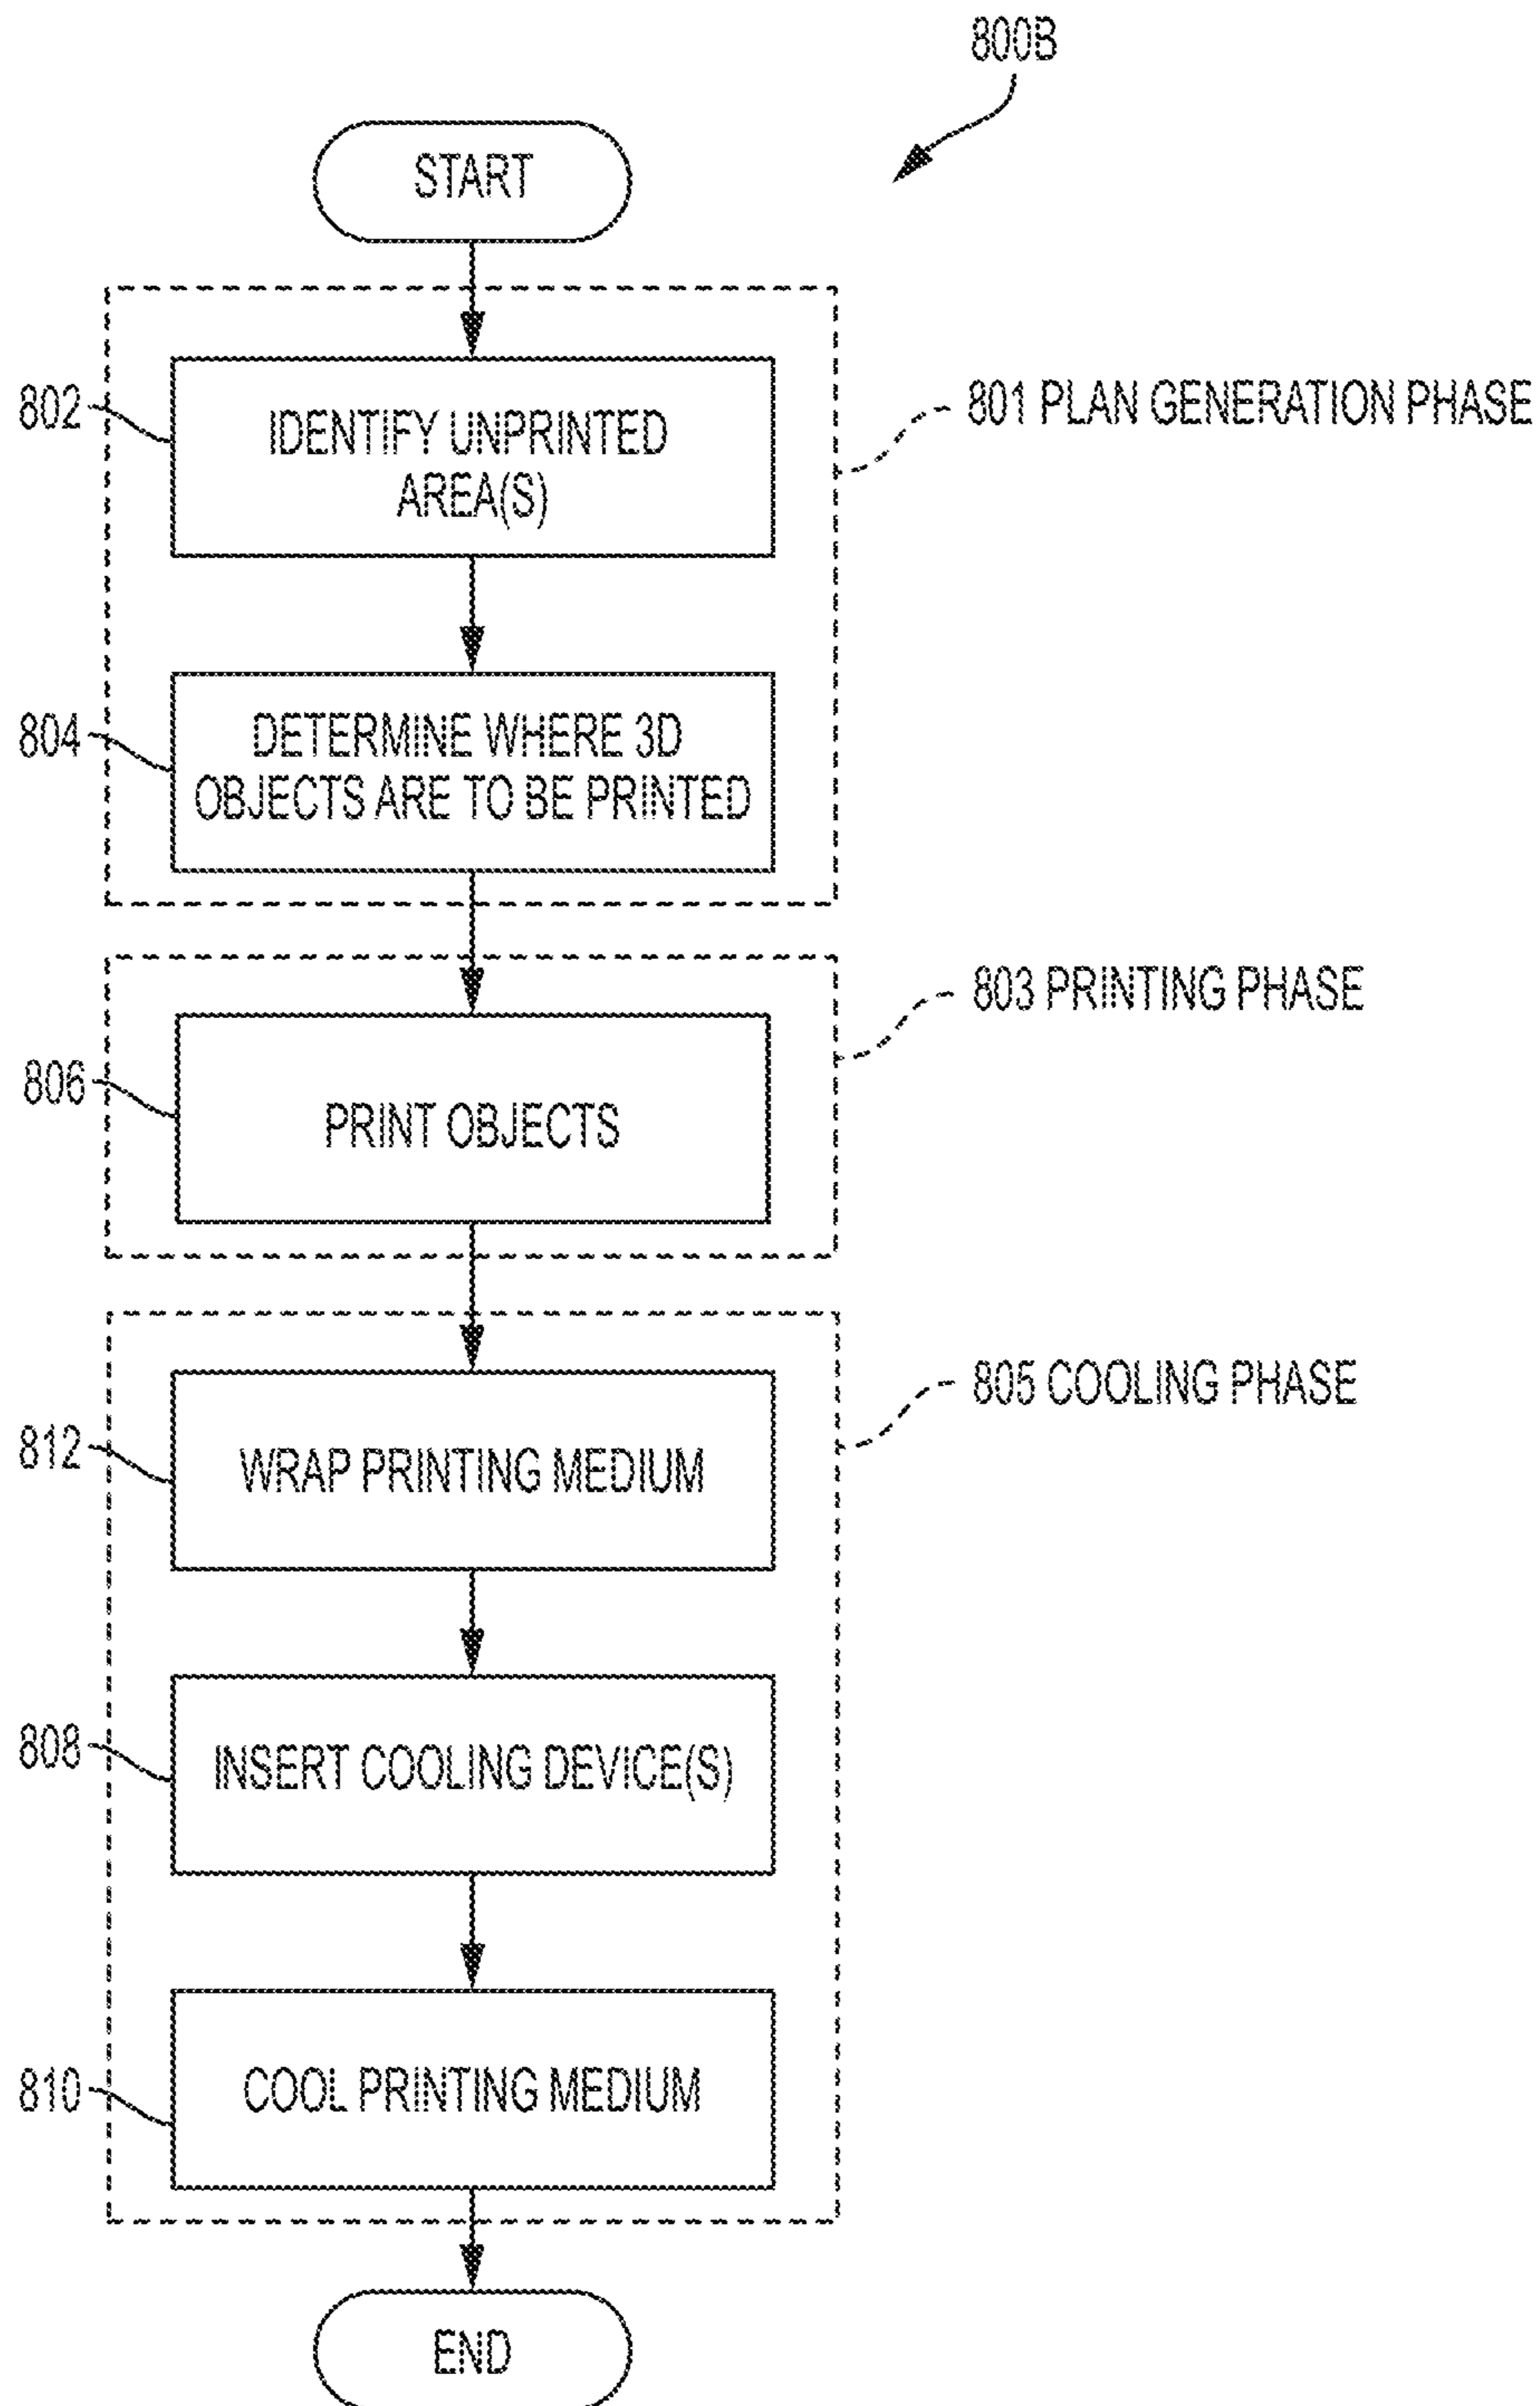 800B
START
802
IDENTIFY UNPRINTED
AREA(S)
801 PLAN GENERATION PHASE
804
DETERMINE WHERE 3D
OBJECTS ARE TO BE PRINTED
803 PRINTING PHASE
806
PRINT OBJECTS
805 COOLING PHASE
812
WRAP PRINTING MEDIUM
808
INSERT COOLING DEVICE(S)
810
COOL PRINTING MEDIUM
END